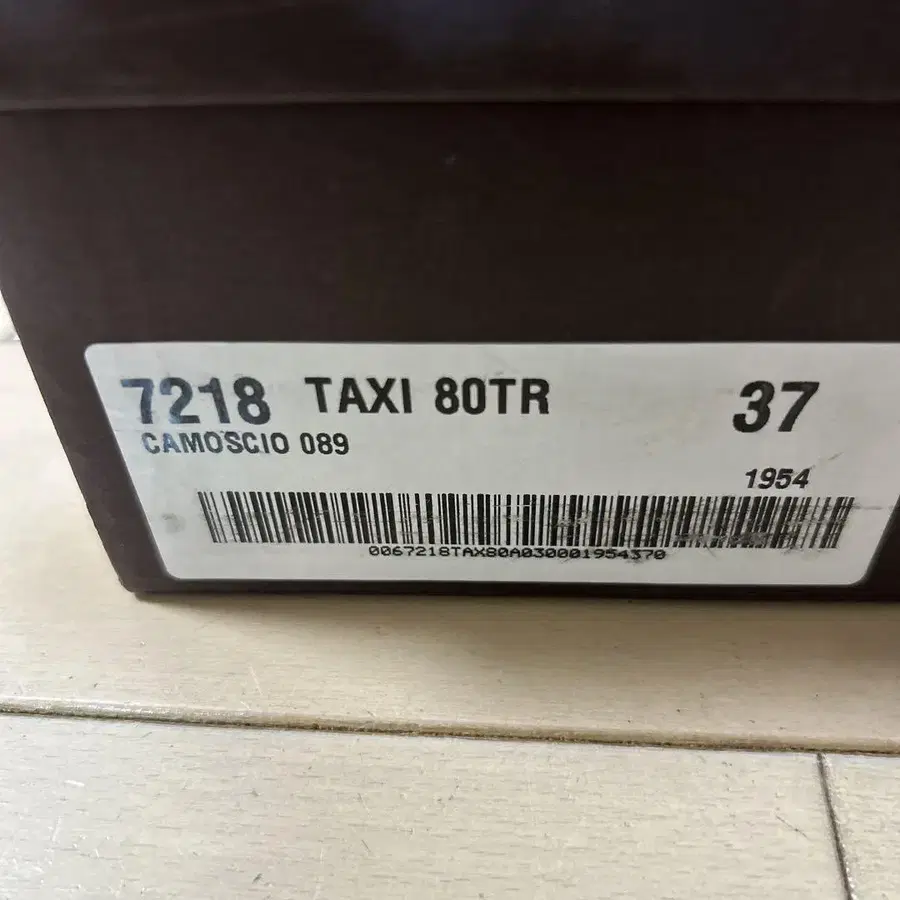 7218 TAXI 80TR 37
CAMOSCIO 089
1954
0067218TAX80A030001954370